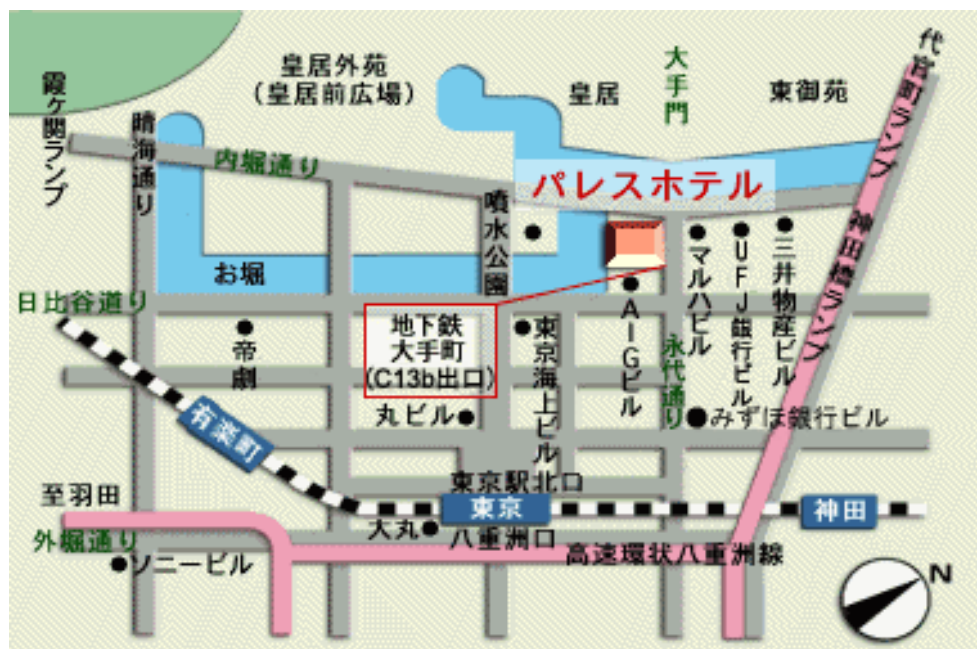 代官町ランプ
皇居外苑
(皇居前広場)
皇居
大手門
東御苑
霞ヶ関ランプ
晴海通り
内堀通り
パレスホテル
噴水公園
マルハビル
UFJ銀行ビル
三井物産ビル
神田橋ランプ
お堀
日比谷道り
帝劇
地下鉄
大手町
(C13b出口)
東京海上ビル
AIGビル
永代通り
丸ビル
みずほ銀行ビル
有楽町
東京駅北口
至羽田
東京
神田
外堀通り
大丸
八重洲口
高速環状八重洲線
ソニービル
N